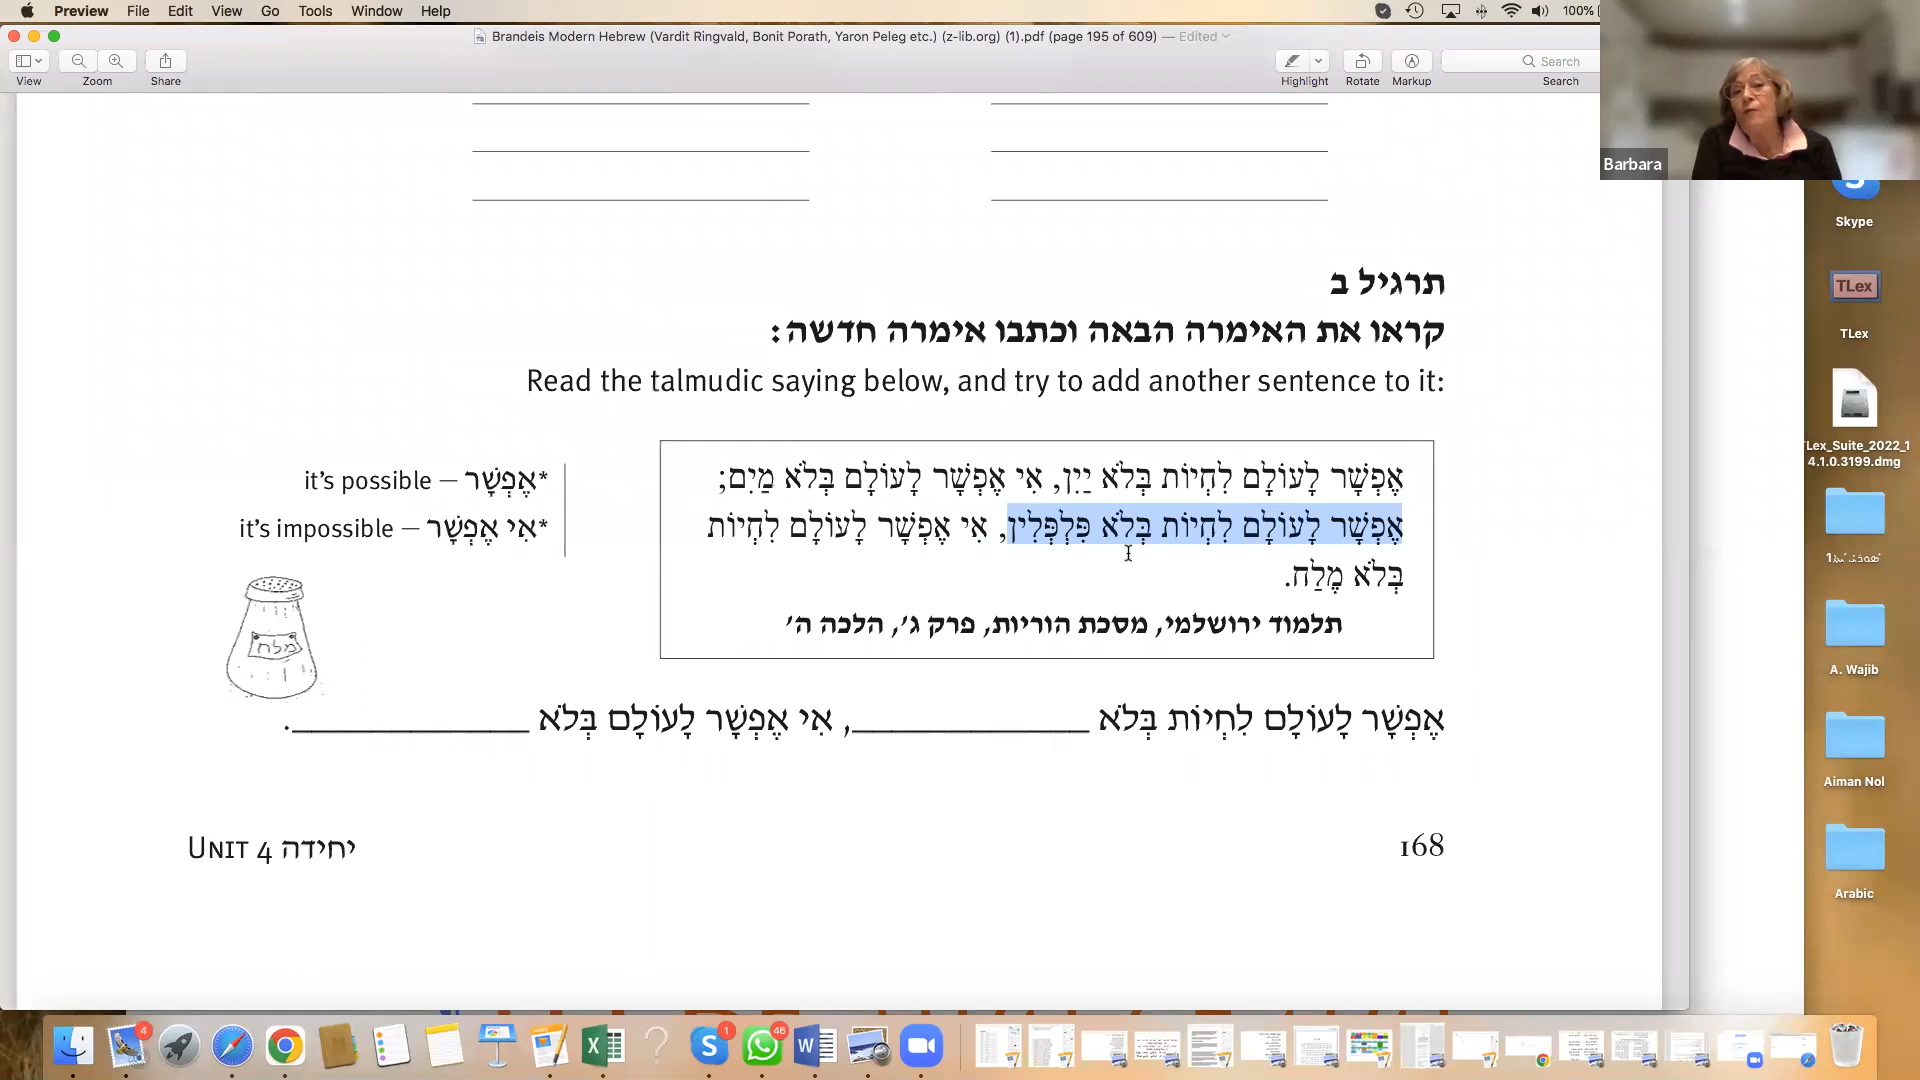 Preview File Edit View Go Tools Window Help
100%
Brandeis Modern Hebrew (Vardit Ringvald, Bonit Porath, Yaron Peleg etc.) (z-lib.org) (1).pdf (page 195 of 609) — Edited
View Zoom Share Highlight Rotate Markup Search
Search
Barbara
תרגיל ב
קראו את האימרה הבאה וכתבו אימרה חדשה:
Read the talmudic saying below, and try to add another sentence to it:
אֶפְשָׁר לָעוֹלָם לִחְיוֹת בְּלֹא יַיִן, אִי אֶפְשָׁר לָעוֹלָם בְּלֹא מַיִם;
אֶפְשָׁר לָעוֹלָם לִחְיוֹת בְּלֹא פִּלְפְּלִין, אִי אֶפְשָׁר לָעוֹלָם לִחְיוֹת
בְּלֹא מֶלַח.
תלמוד ירושלמי, מסכת הוריות, פרק ג׳, הלכה ה׳
*אֶפְשָׁר — it's possible
*אִי אֶפְשָׁר — it's impossible
מלח
אֶפְשָׁר לָעוֹלָם לִחְיוֹת בְּלֹא ____________, אִי אֶפְשָׁר לָעוֹלָם בְּלֹא ____________.
UNIT 4 יחידה
168
Skype
TLex
TLex
TLex_Suite_2022_1
4.1.0.3199.dmg
A. Wajib
Aiman Nol
Arabic
4
1
46